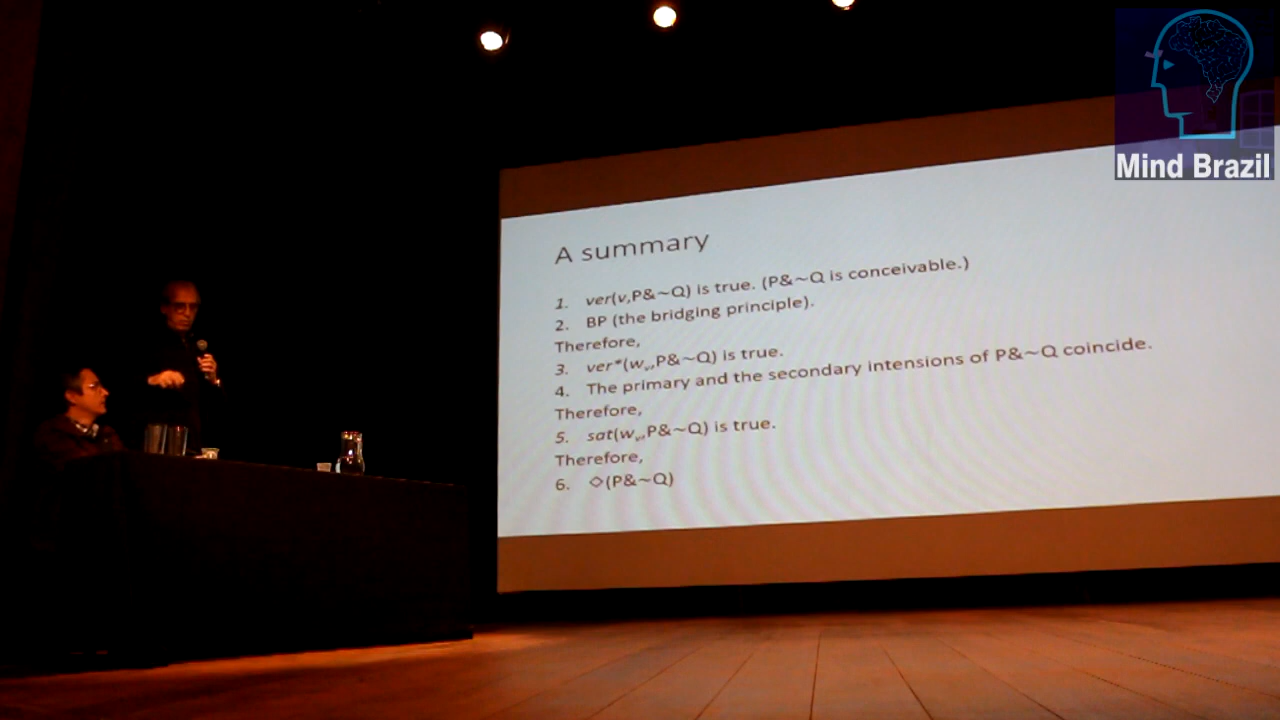 Mind Brazil
A summary
1. ver(v,P&~Q) is true. (P&~Q is conceivable.)
2. BP (the bridging principle).
Therefore,
3. ver*(wᵥ,P&~Q) is true.
4. The primary and the secondary intensions of P&~Q coincide.
Therefore,
5. sat(wᵥ,P&~Q) is true.
Therefore,
6. ◇(P&~Q)